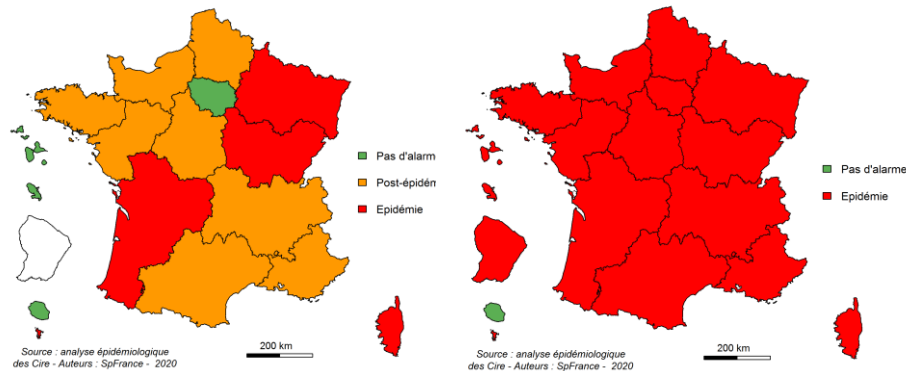 Pas d'alarm
Post-épidém
Epidémie
200 km
Source : analyse épidémiologique
des Cire - Auteurs : SpFrance - 2020
Pas d'alarme
Epidémie
200 km
Source : analyse épidémiologique
des Cire - Auteurs : SpFrance - 2020